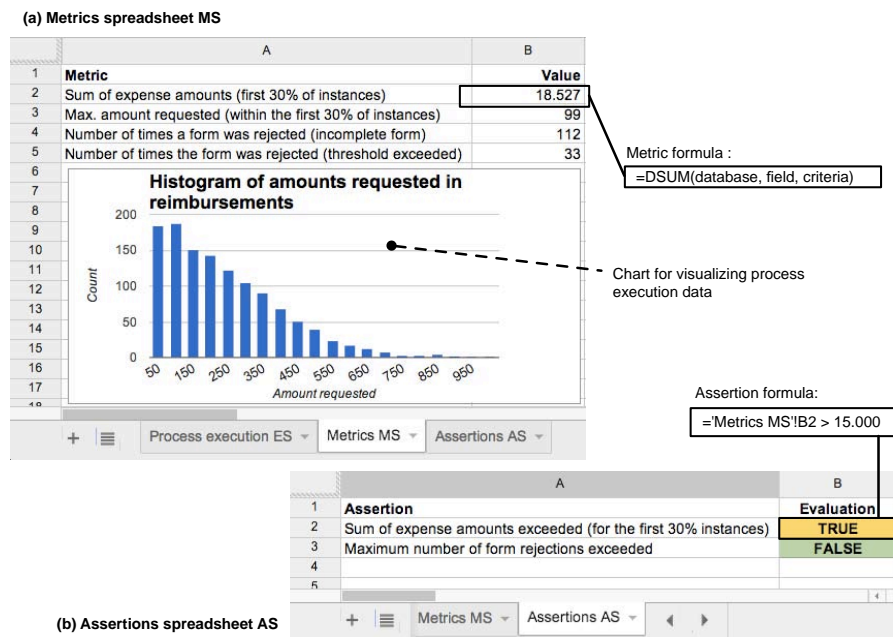 (a) Metrics spreadsheet MS
A B
1 Metric Value
2 Sum of expense amounts (first 30% of instances) 18.527
3 Max. amount requested (within the first 30% of instances) 99
4 Number of times a form was rejected (incomplete form) 112
5 Number of times the form was rejected (threshold exceeded) 33
6
7
8
9
10
11
12
13
14
15
16
17
18
Histogram of amounts requested in
reimbursements
200
150
100
50
0
Count
50 150 250 350 450 550 650 750 850 950
Amount requested
Metric formula :
=DSUM(database, field, criteria)
Chart for visualizing process
execution data
+ Process execution ES Metrics MS Assertions AS
Assertion formula:
='Metrics MS'!B2 > 15.000
A B
1 Assertion Evaluation
2 Sum of expense amounts exceeded (for the first 30% instances) TRUE
3 Maximum number of form rejections exceeded FALSE
4
5
+ Metrics MS Assertions AS
(b) Assertions spreadsheet AS